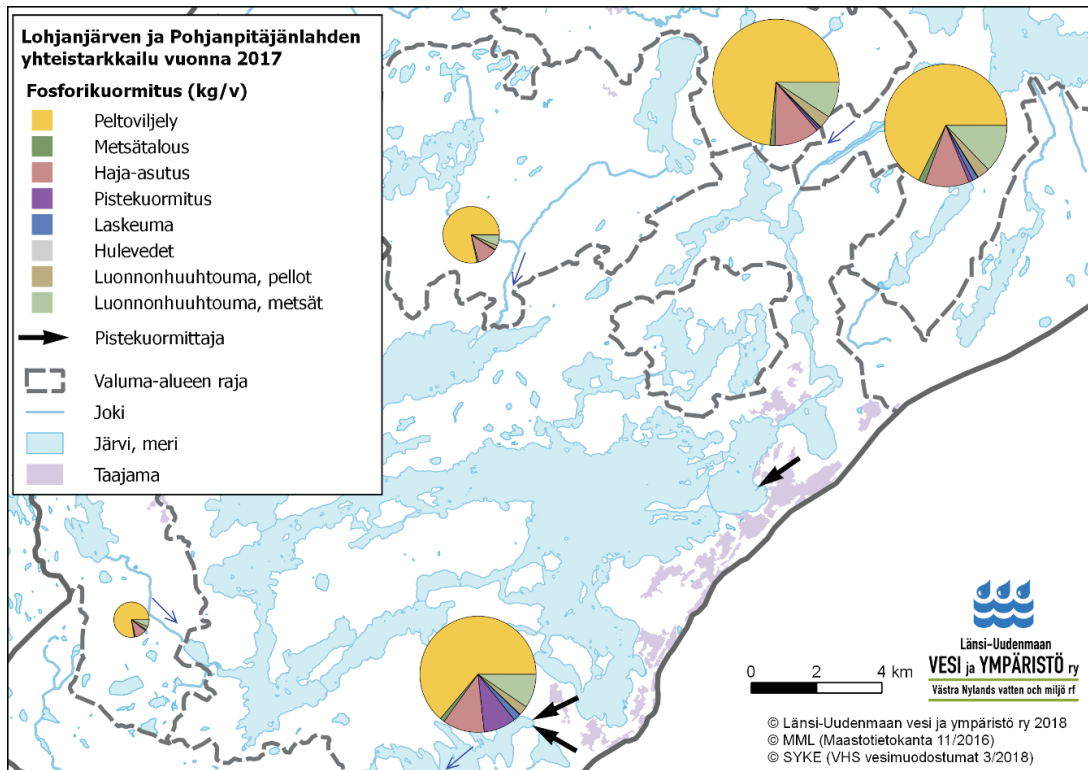 Lohjanjärven ja Pohjanpitäjänlahden
yhteistarkkailu vuonna 2017
Fosforikuormitus (kg/v)
Peltoviljely
Metsätalous
Haja-asutus
Pistekuormitus
Laskeuma
Hulevedet
Luonnonhuuhtouma, pellot
Luonnonhuuhtouma, metsät
Pistekuormittaja
Valuma-alueen raja
Joki
Järvi, meri
Taajama
0 2 4 km
Länsi-Uudenmaan
VESI ja YMPÄRISTÖ ry
Västra Nylands vatten och miljö rf
© Länsi-Uudenmaan vesi ja ympäristö ry 2018
© MML (Maastotietokanta 11/2016)
© SYKE (VHS vesimuodostumat 3/2018)